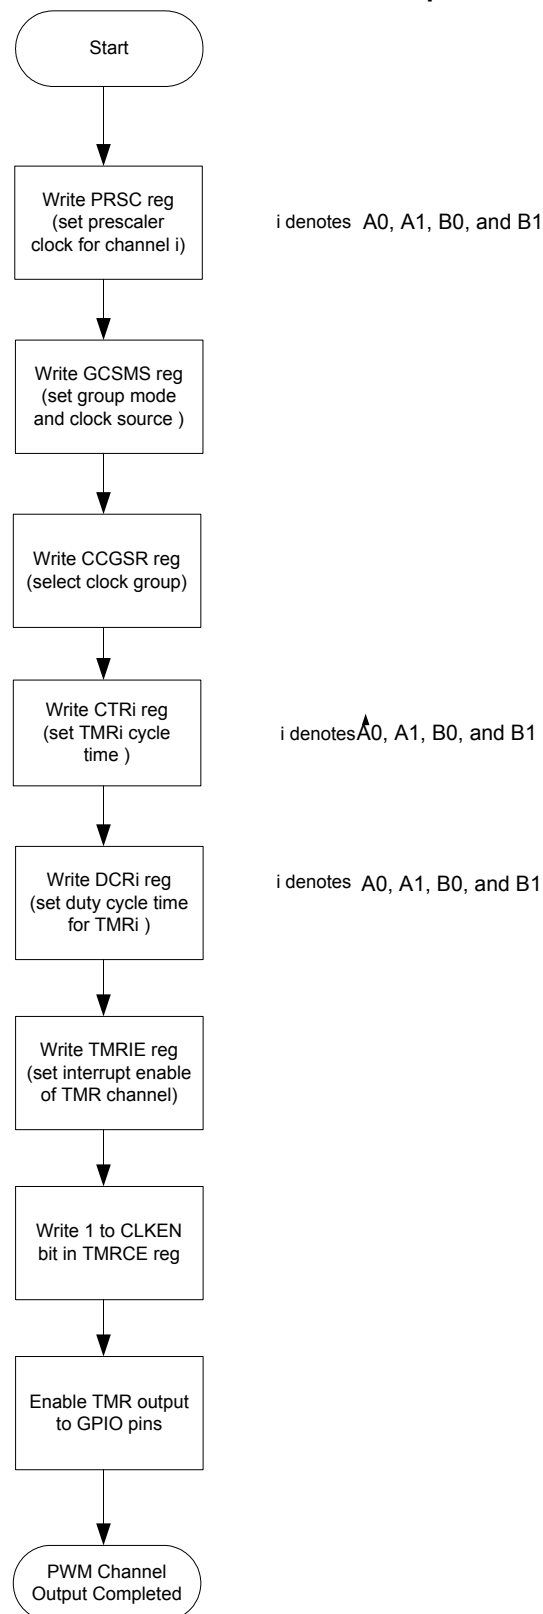 Start
Write PRSC reg
(set prescaler
clock for channel i)
i denotes A0, A1, B0, and B1
Write GCSMS reg
(set group mode
and clock source )
Write CCGSR reg
(select clock group)
Write CTRi reg
(set TMRi cycle
time )
i denotes A0, A1, B0, and B1
Write DCRi reg
(set duty cycle time
for TMRi )
i denotes A0, A1, B0, and B1
Write TMRIE reg
(set interrupt enable
of TMR channel)
Write 1 to CLKEN
bit in TMRCE reg
Enable TMR output
to GPIO pins
PWM Channel
Output Completed